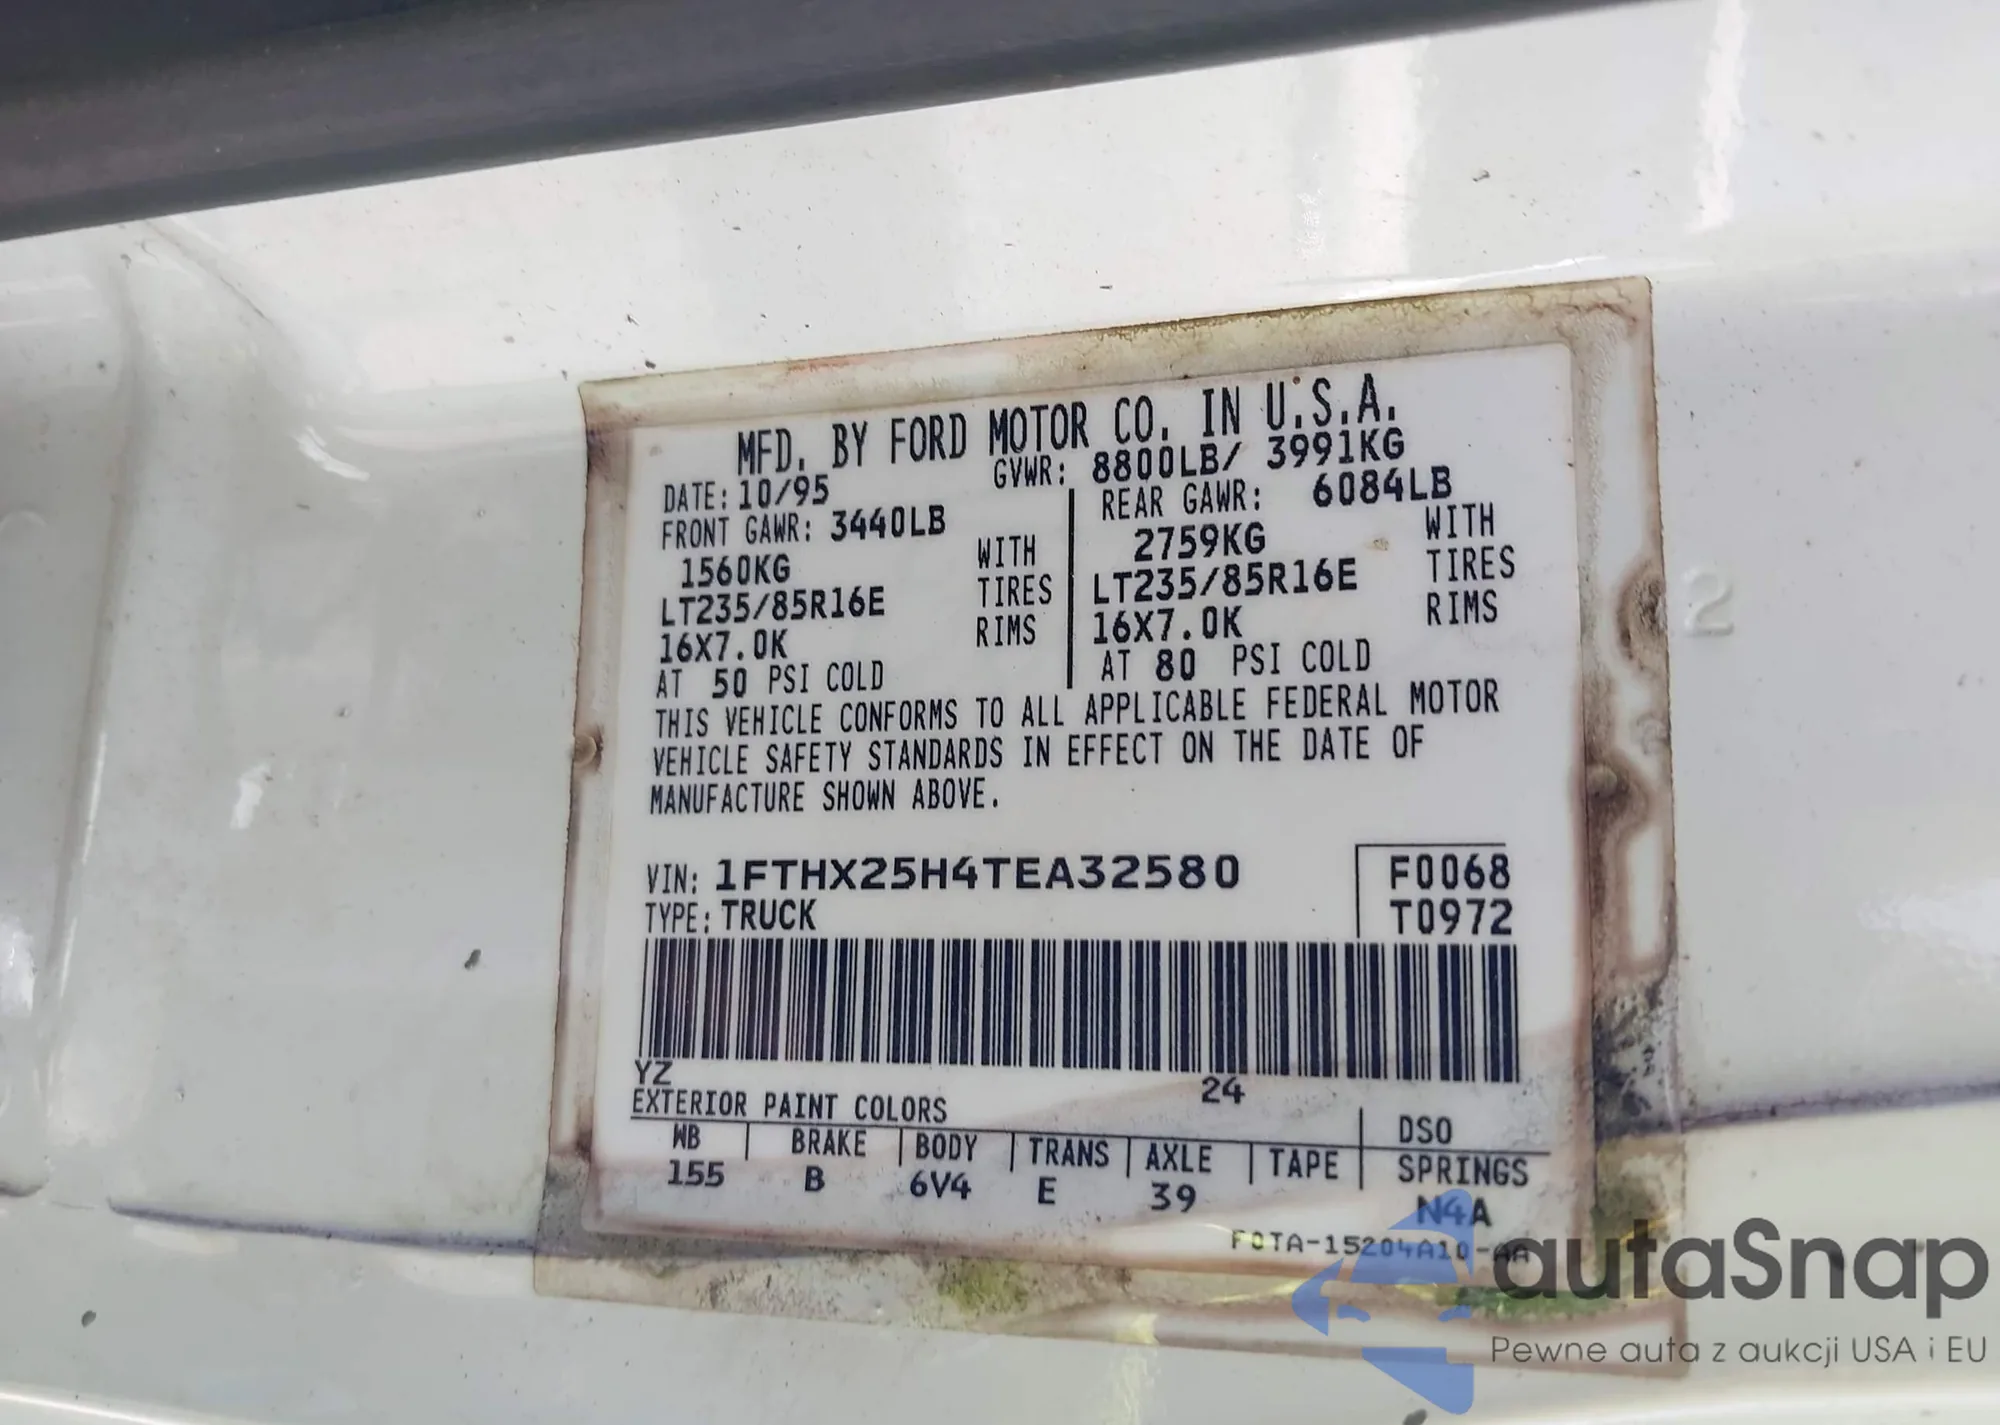 MFD. BY FORD MOTOR CO. IN U.S.A.
DATE: 10/95 GVWR: 8800LB/ 3991KG
FRONT GAWR: 3440LB REAR GAWR: 6084LB
1560KG WITH 2759KG WITH
LT235/85R16E TIRES LT235/85R16E TIRES
16X7.0K RIMS 16X7.0K RIMS
AT 50 PSI COLD AT 80 PSI COLD
THIS VEHICLE CONFORMS TO ALL APPLICABLE FEDERAL MOTOR
VEHICLE SAFETY STANDARDS IN EFFECT ON THE DATE OF
MANUFACTURE SHOWN ABOVE.
VIN: 1FTHX25H4TEA32580 F0068
TYPE: TRUCK T0972
YZ 24
EXTERIOR PAINT COLORS DSO
WB BRAKE BODY TRANS AXLE TAPE SPRINGS
155 B 6V4 E 39 N4A
F0TA-15204A10-AA
2
autaSnap
Pewne auta z aukcji USA i EU